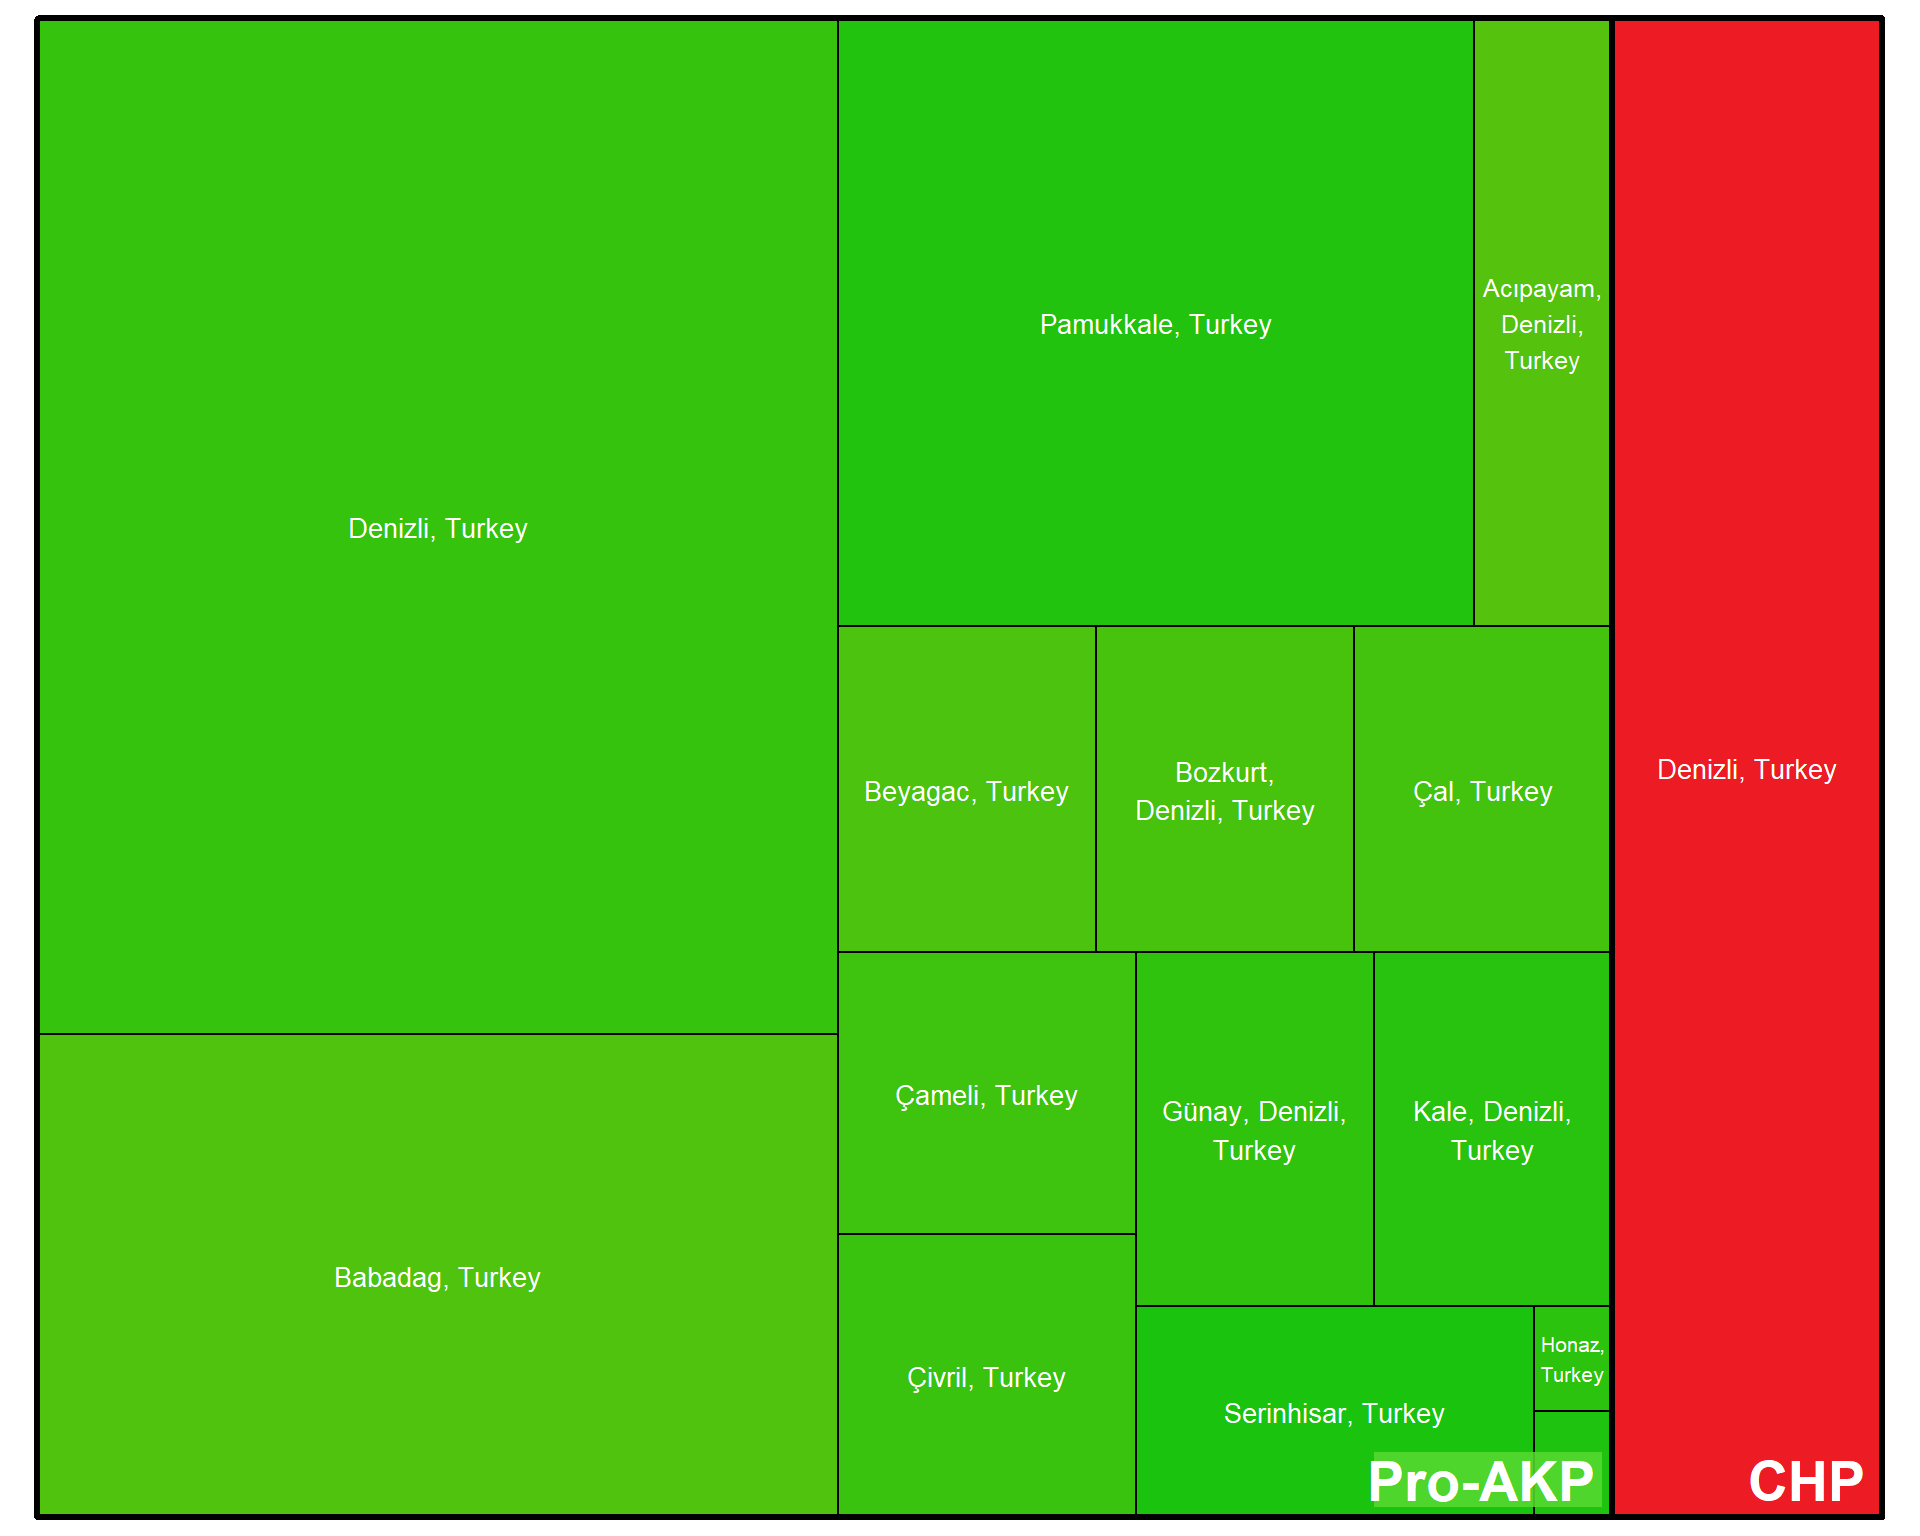 Denizli, Turkey
Babadag, Turkey
Pamukkale, Turkey
Acıpayam,
Denizli,
Turkey
Beyagac, Turkey
Bozkurt,
Denizli, Turkey
Çal, Turkey
Çameli, Turkey
Çivril, Turkey
Günay, Denizli,
Turkey
Kale, Denizli,
Turkey
Serinhisar, Turkey
Honaz,
Turkey
Pro-AKP
Denizli, Turkey
CHP